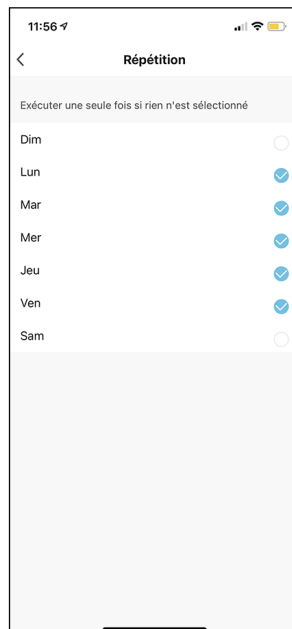 11:56
Répétition
Exécuter une seule fois si rien n'est sélectionné
Dim
Lun
Mar
Mer
Jeu
Ven
Sam